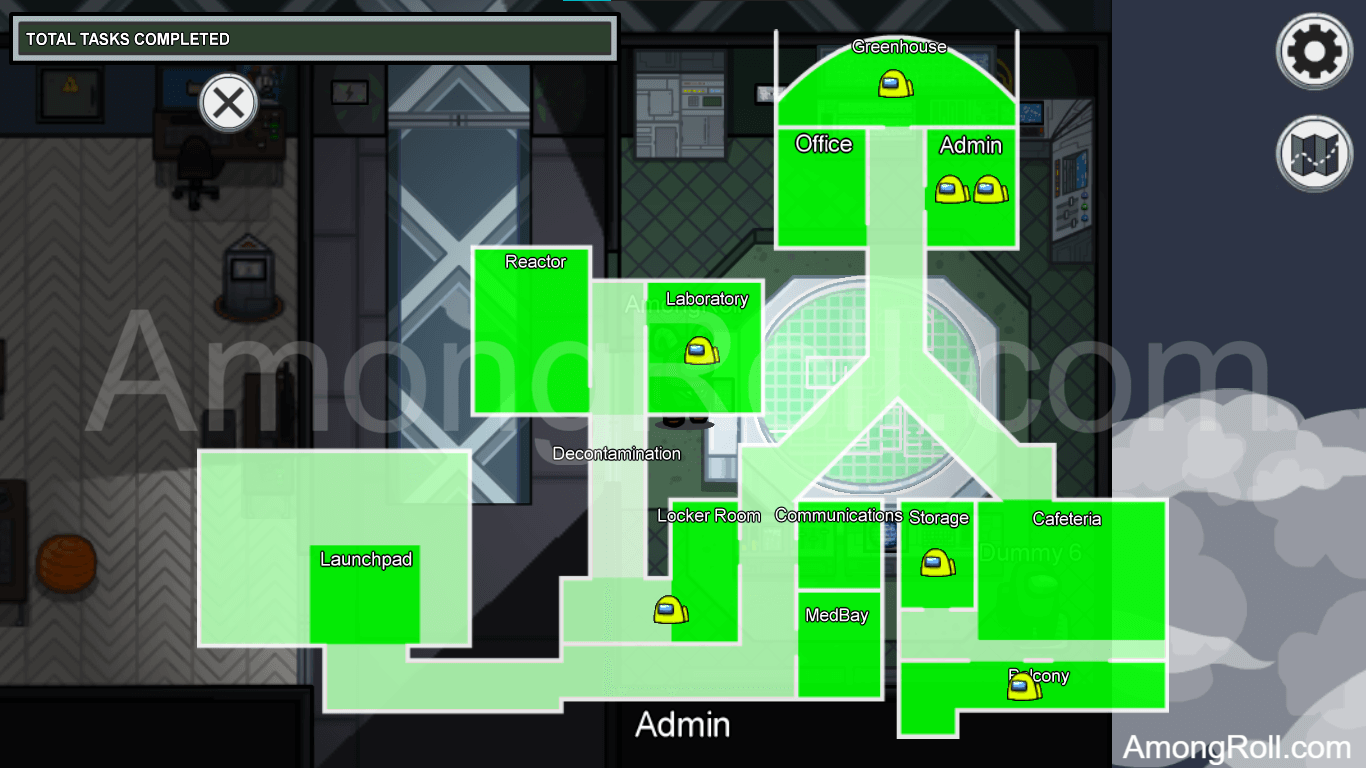 TOTAL TASKS COMPLETED
Greenhouse
Office
Admin
Reactor
Laboratory
AmongRoll.com
Decontamination
Locker Room
Communications
Storage
Cafeteria
Dummy 6
Launchpad
MedBay
Balcony
Admin
AmongRoll.com